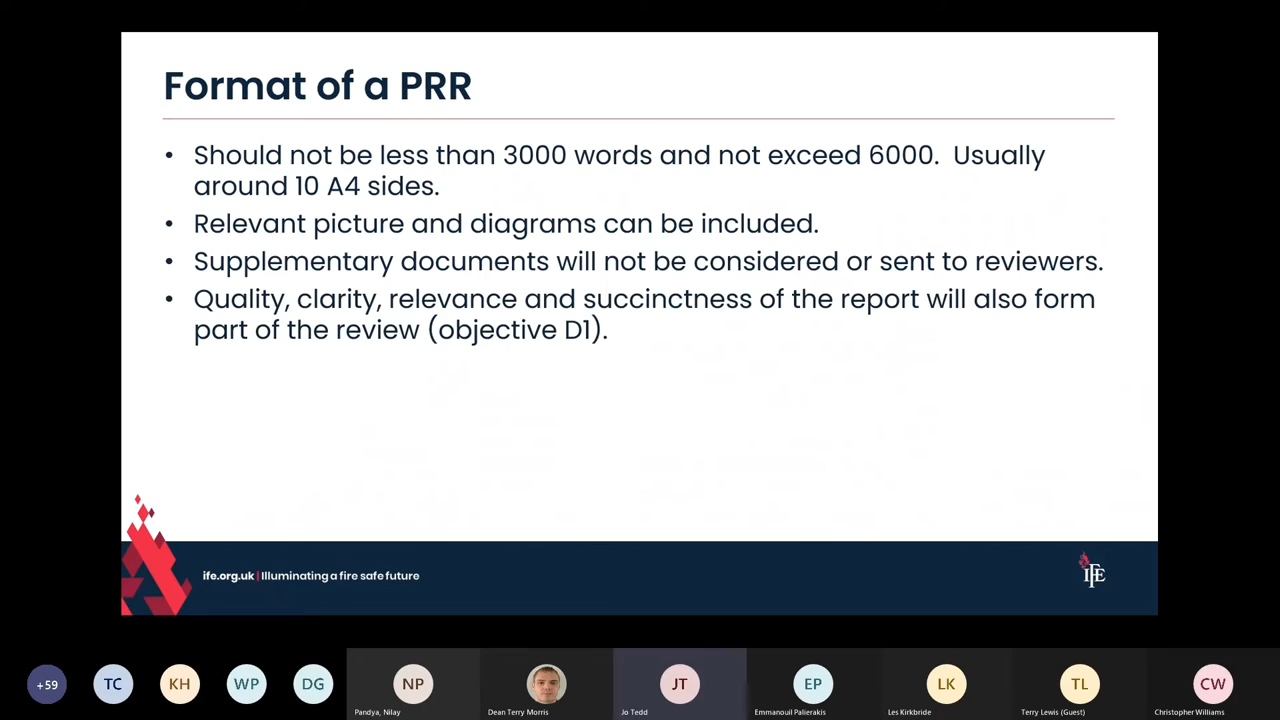 Format of a PRR
• Should not be less than 3000 words and not exceed 6000.  Usually
around 10 A4 sides.
• Relevant picture and diagrams can be included.
• Supplementary documents will not be considered or sent to reviewers.
• Quality, clarity, relevance and succinctness of the report will also form
part of the review (objective D1).
ife.org.uk | Illuminating a fire safe future
IFE
+59 TC KH WP DG NP JT EP LK TL CW
Pandya, Nilay Dean Terry Morris Jo Tedd Emmanouil Palierakis Les Kirkbride Terry Lewis (Guest) Christopher Williams